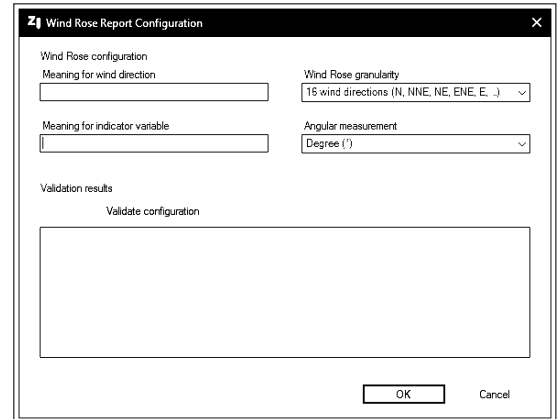 Wind Rose Report Configuration
Wind Rose configuration
Meaning for wind direction
Wind Rose granularity
16 wind directions (N, NNE, NE, ENE, E, ..)
Meaning for indicator variable
Angular measurement
Degree (°)
Validation results
Validate configuration
OK
Cancel